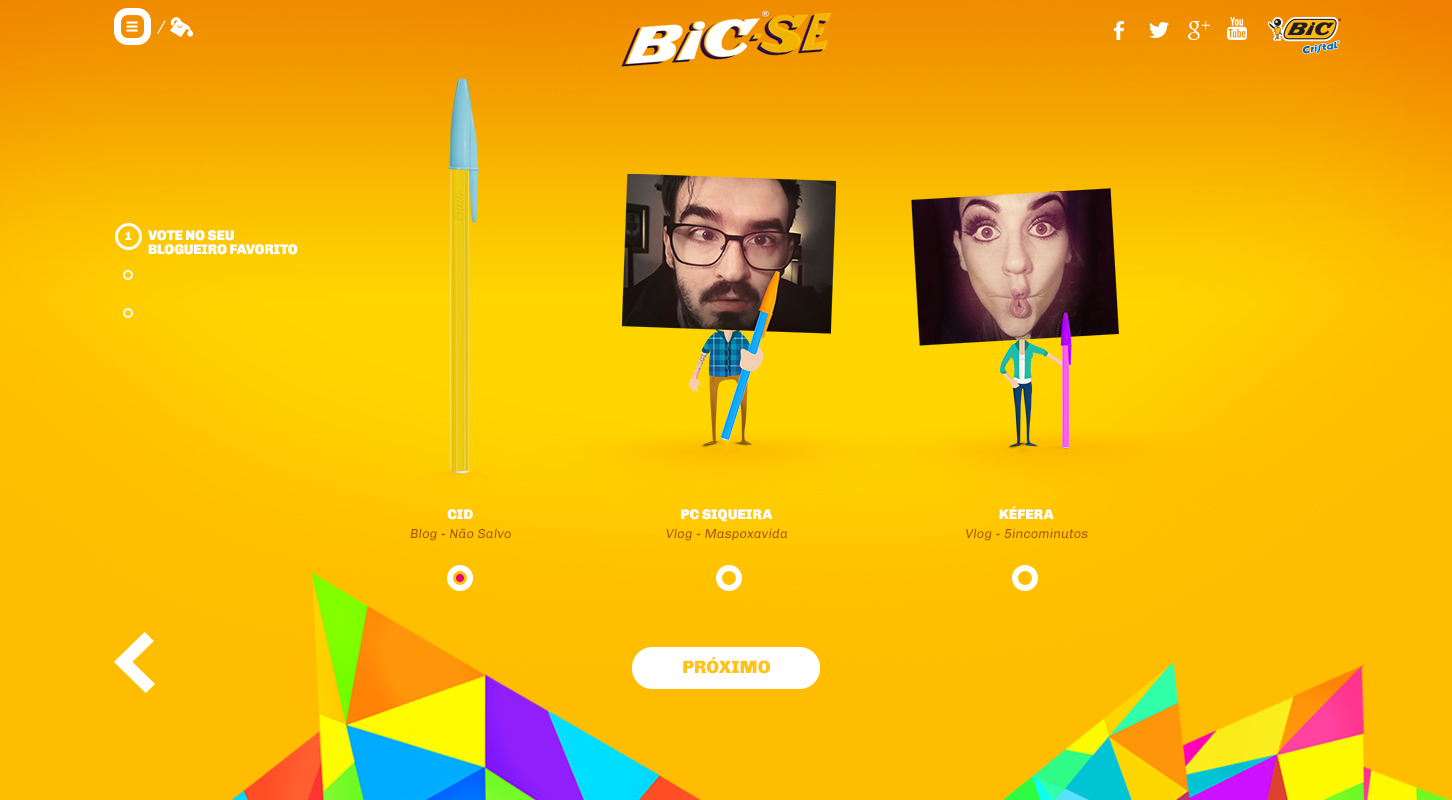 BiC-SE
®
g+
You
Tube
BiC
Cristal
1
VOTE NO SEU
BLOGUEIRO FAVORITO
CID
Blog - Não Salvo
PC SIQUEIRA
Vlog - Maspoxavida
KÉFERA
Vlog - 5incominutos
PRÓXIMO